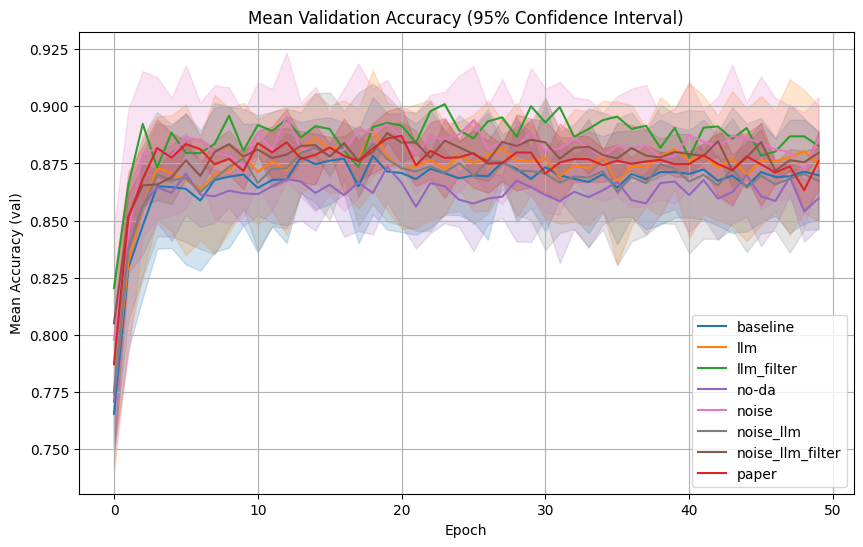 Mean Validation Accuracy (95% Confidence Interval)
Mean Accuracy (val)
0.925
0.900
0.875
0.850
0.825
0.800
0.775
0.750
0
10
20
30
40
50
Epoch
baseline
llm
llm_filter
no-da
noise
noise_llm
noise_llm_filter
paper